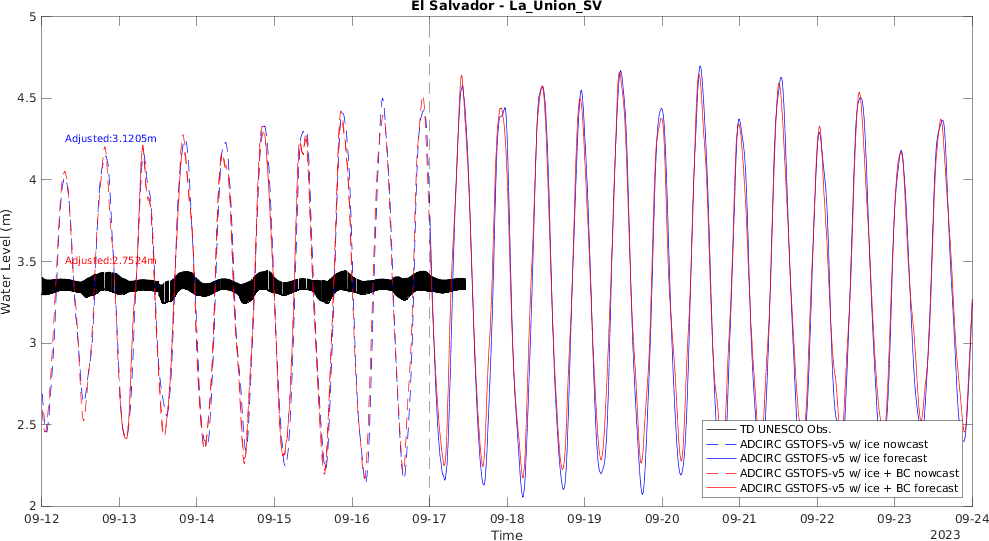 El Salvador - La_Union_SV
Water Level (m)
5
4.5
4
3.5
3
2.5
2
Adjusted:3.1205m
Adjusted:2.7524m
TD UNESCO Obs.
ADCIRC GSTOFS-v5 w/ ice nowcast
ADCIRC GSTOFS-v5 w/ ice forecast
ADCIRC GSTOFS-v5 w/ ice + BC nowcast
ADCIRC GSTOFS-v5 w/ ice + BC forecast
09-12 09-13 09-14 09-15 09-16 09-17 09-18 09-19 09-20 09-21 09-22 09-23 09-24
Time
2023